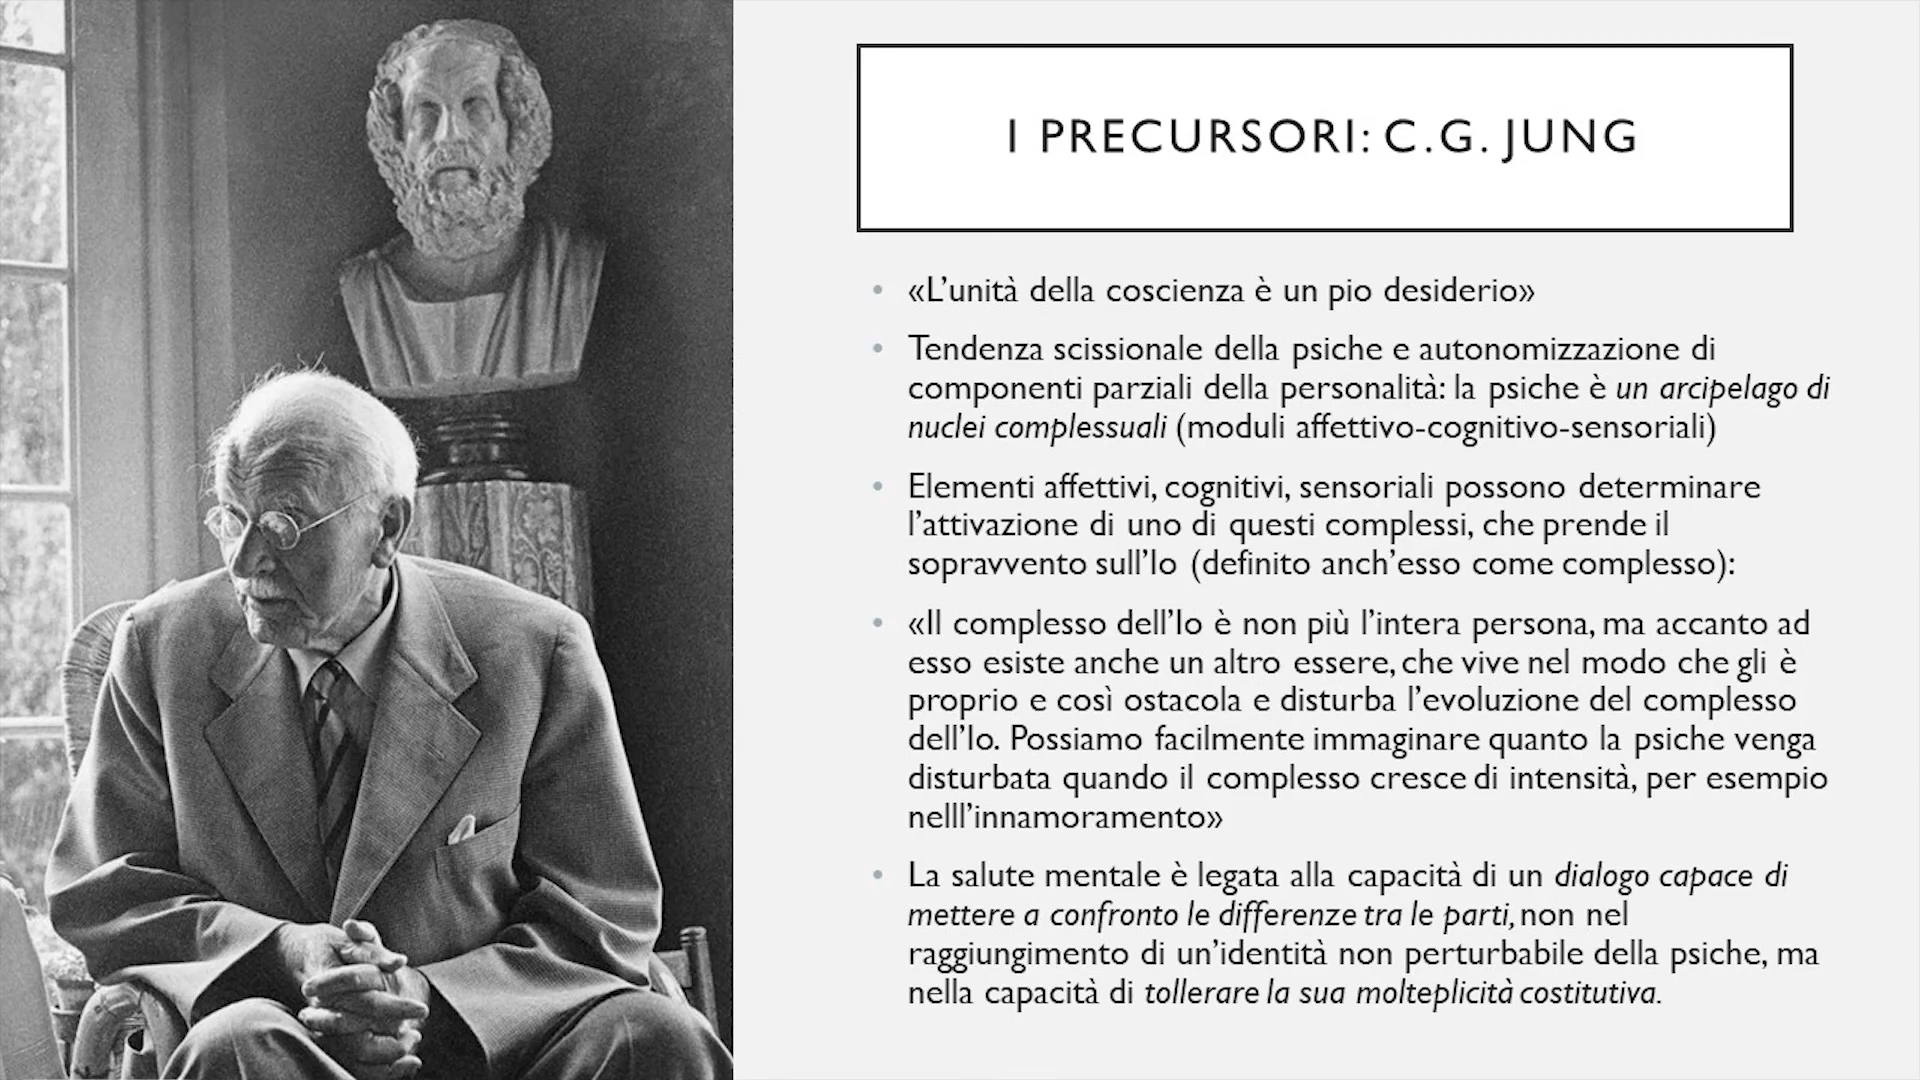 I PRECURSORI: C.G. JUNG
• «L’unità della coscienza è un pio desiderio»
• Tendenza scissionale della psiche e autonomizzazione di
componenti parziali della personalità: la psiche è un arcipelago di
nuclei complessuali (moduli affettivo-cognitivo-sensoriali)
• Elementi affettivi, cognitivi, sensoriali possono determinare
l’attivazione di uno di questi complessi, che prende il
sopravvento sull’Io (definito anch’esso come complesso):
• «Il complesso dell’Io è non più l’intera persona, ma accanto ad
esso esiste anche un altro essere, che vive nel modo che gli è
proprio e così ostacola e disturba l’evoluzione del complesso
dell’Io. Possiamo facilmente immaginare quanto la psiche venga
disturbata quando il complesso cresce di intensità, per esempio
nelll’innamoramento»
• La salute mentale è legata alla capacità di un dialogo capace di
mettere a confronto le differenze tra le parti, non nel
raggiungimento di un’identità non perturbabile della psiche, ma
nella capacità di tollerare la sua molteplicità costitutiva.